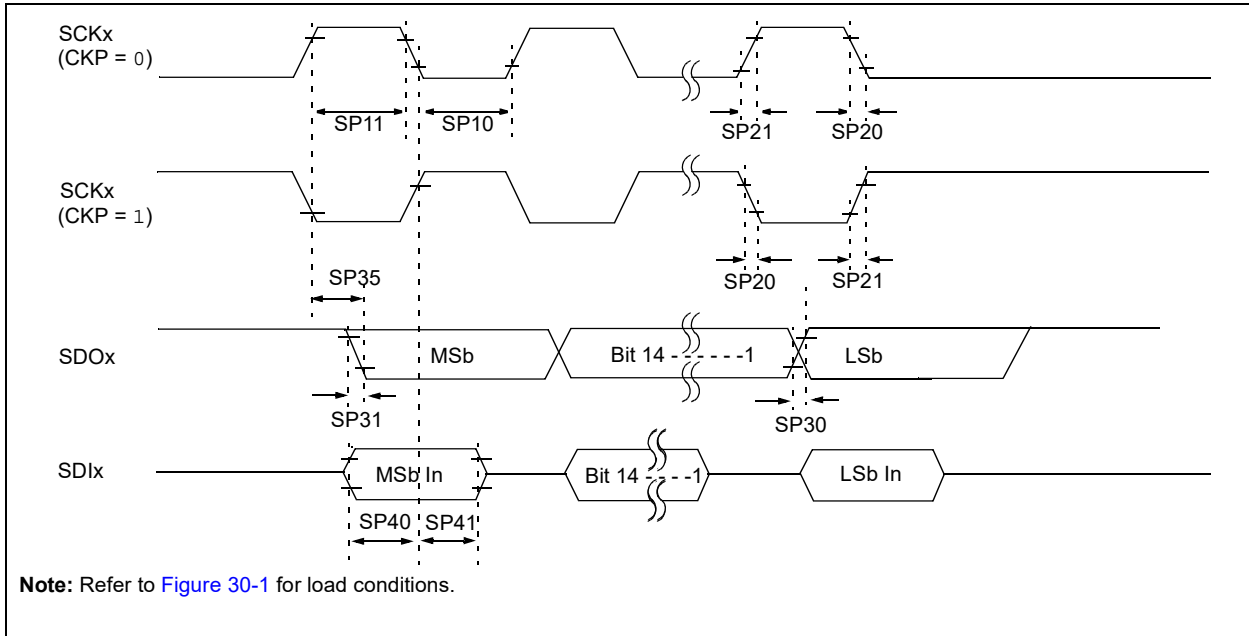 SCKx
(CKP = 0)
SP11
SP10
SP21
SP20
SCKx
(CKP = 1)
SP35
SP20
SP21
SDOx
MSb
Bit 14 - - - - - -1
LSb
SP31
SP30
SDIx
MSb In
Bit 14 - - - -1
LSb In
SP40
SP41
Note: Refer to Figure 30-1 for load conditions.